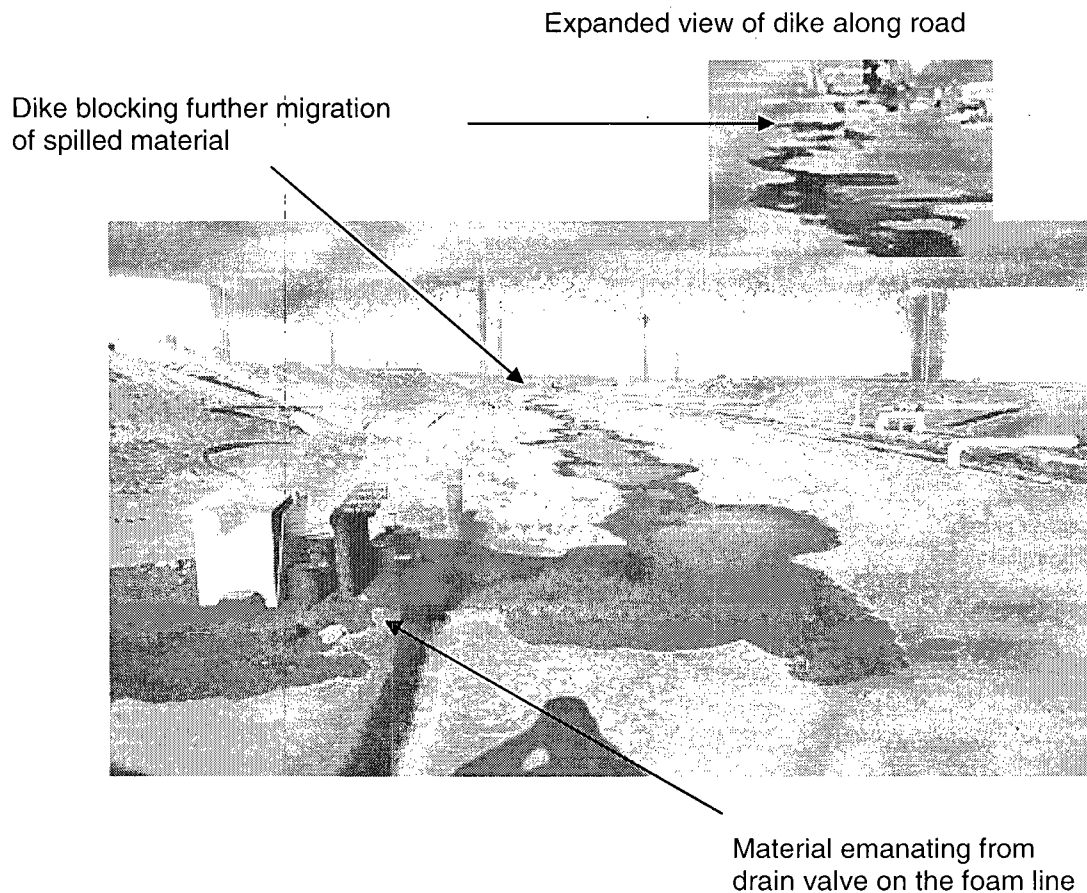 Expanded view of dike along road
Dike blocking further migration
of spilled material
Material emanating from
drain valve on the foam line